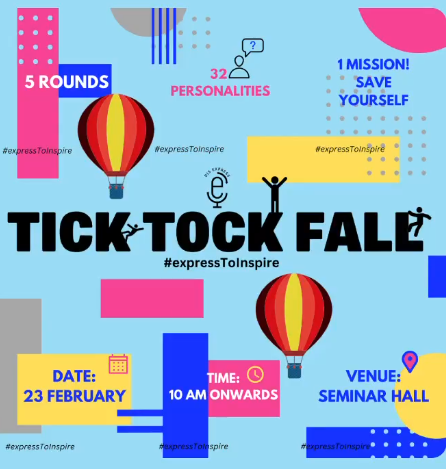 5 ROUNDS
32
PERSONALITIES
?
1 MISSION!
SAVE
YOURSELF
#expressToInspire
#expressToInspire
#expressToInspire
TICK TOCK FALL
#expressToInspire
DATE:
23 FEBRUARY
TIME:
10 AM ONWARDS
VENUE:
SEMINAR HALL
#expressToInspire
#expressToInspire
#expressToInspire